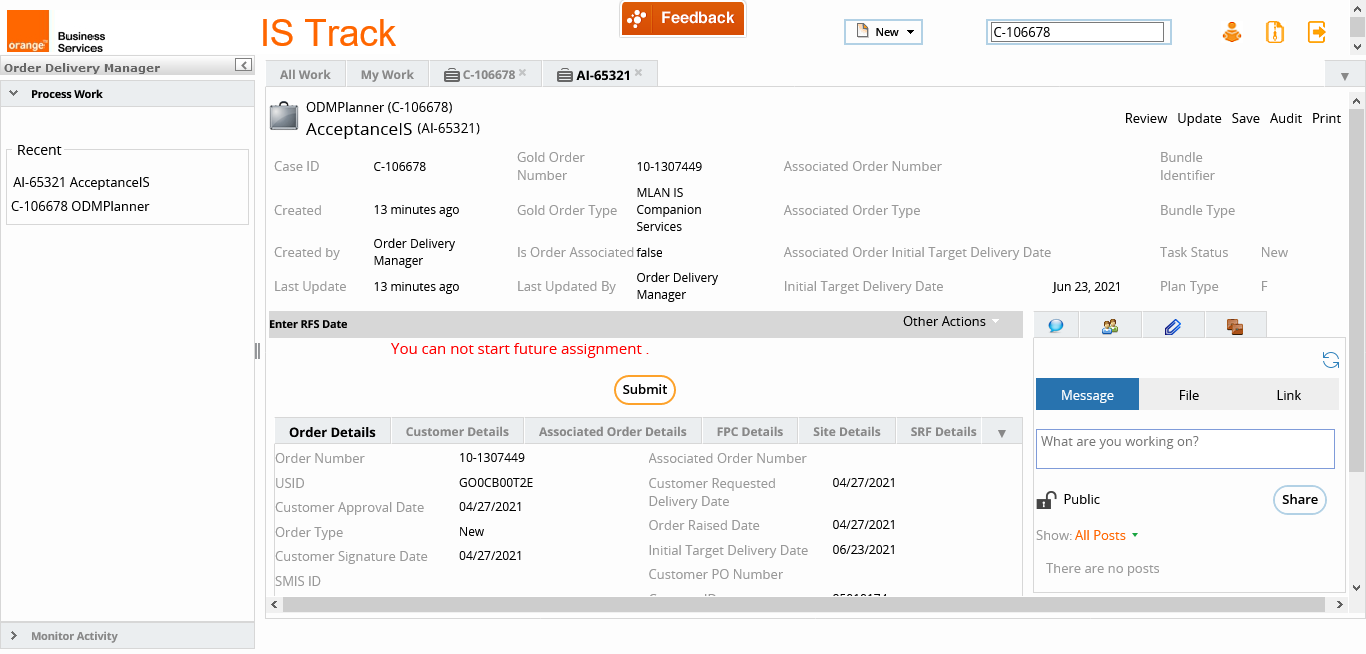 orange™
Business
Services
IS Track
Feedback
New
C-106678
Order Delivery Manager
Process Work
Recent
AI-65321 AcceptanceIS
C-106678 ODMPlanner
Monitor Activity
All Work
My Work
C-106678
AI-65321
ODMPlanner (C-106678)
AcceptanceIS (AI-65321)
Review Update Save Audit Print
Case ID C-106678 Gold Order Number 10-1307449 Associated Order Number Bundle Identifier
Created 13 minutes ago Gold Order Type MLAN IS Companion Services Associated Order Type Bundle Type
Created by Order Delivery Manager Is Order Associated false Associated Order Initial Target Delivery Date Task Status New
Last Update 13 minutes ago Last Updated By Order Delivery Manager Initial Target Delivery Date Jun 23, 2021 Plan Type F
Enter RFS Date
Other Actions
You can not start future assignment .
Submit
Order Details Customer Details Associated Order Details FPC Details Site Details SRF Details
Order Number 10-1307449
USID GO0CB00T2E
Customer Approval Date 04/27/2021
Order Type New
Customer Signature Date 04/27/2021
SMIS ID
Associated Order Number
Customer Requested Delivery Date 04/27/2021
Order Raised Date 04/27/2021
Initial Target Delivery Date 06/23/2021
Customer PO Number
Message File Link
What are you working on?
Public
Share
Show: All Posts
There are no posts